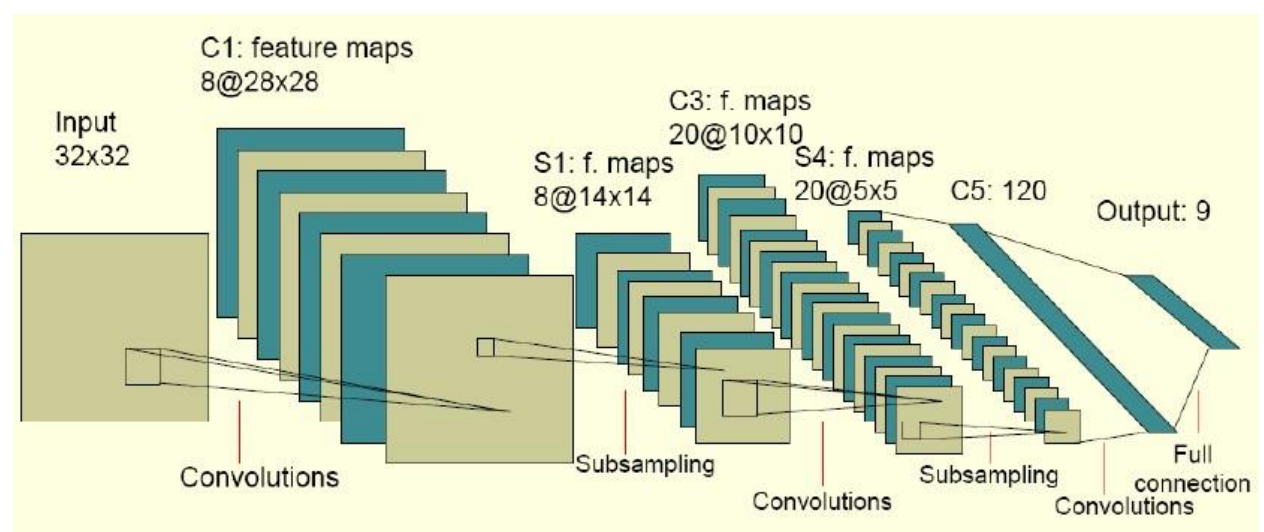 C1: feature maps
8@28x28
Input
32x32
C3: f. maps
20@10x10
S1: f. maps
8@14x14
S4: f. maps
20@5x5
C5: 120
Output: 9
Convolutions
Subsampling
Convolutions
Subsampling
Convolutions
Full
connection